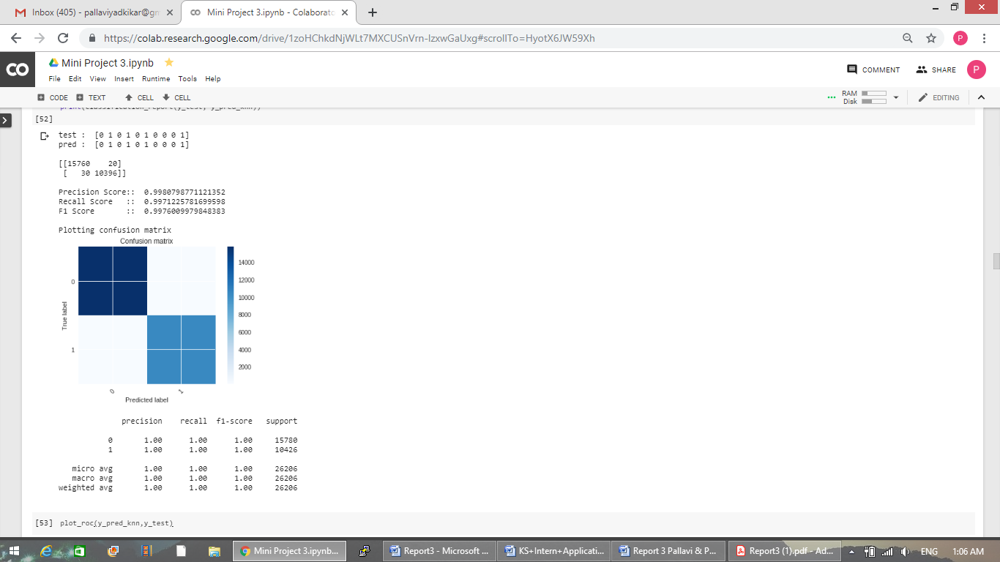 Inbox (405) - pallaviyadkikar@gm
Mini Project 3.ipynb - Colaborato
https://colab.research.google.com/drive/1zoHChkdNjWLt7MXCUSnVrn-IzxwGaUxg#scrollTo=HyotX6JW59Xh
P
CO
Mini Project 3.ipynb
File Edit View Insert Runtime Tools Help
COMMENT
SHARE
P
CODE TEXT CELL CELL
RAM
Disk
EDITING
print(classification_report(y_test, y_pred_knn))
[52]
test : [0 1 0 1 0 1 0 0 0 1]
pred : [0 1 0 1 0 1 0 0 0 1]
[[15760 20]
[ 30 10396]]
Precision Score:: 0.9980798771121352
Recall Score :: 0.9971225781699598
F1 Score :: 0.9976009979848383
Plotting confusion matrix
Confusion matrix
14000
12000
10000
8000
6000
4000
2000
True label
0
1
0 1
Predicted label
precision recall f1-score support
0 1.00 1.00 1.00 15780
1 1.00 1.00 1.00 10426
micro avg 1.00 1.00 1.00 26206
macro avg 1.00 1.00 1.00 26206
weighted avg 1.00 1.00 1.00 26206
[53] plot_roc(y_pred_knn,y_test)
Mini Project 3.ipynb...
Report3 - Microsoft ...
KS+Intern+Applicati...
Report 3 Pallavi & P...
Report3 (1).pdf - Ad...
ENG
1:06 AM